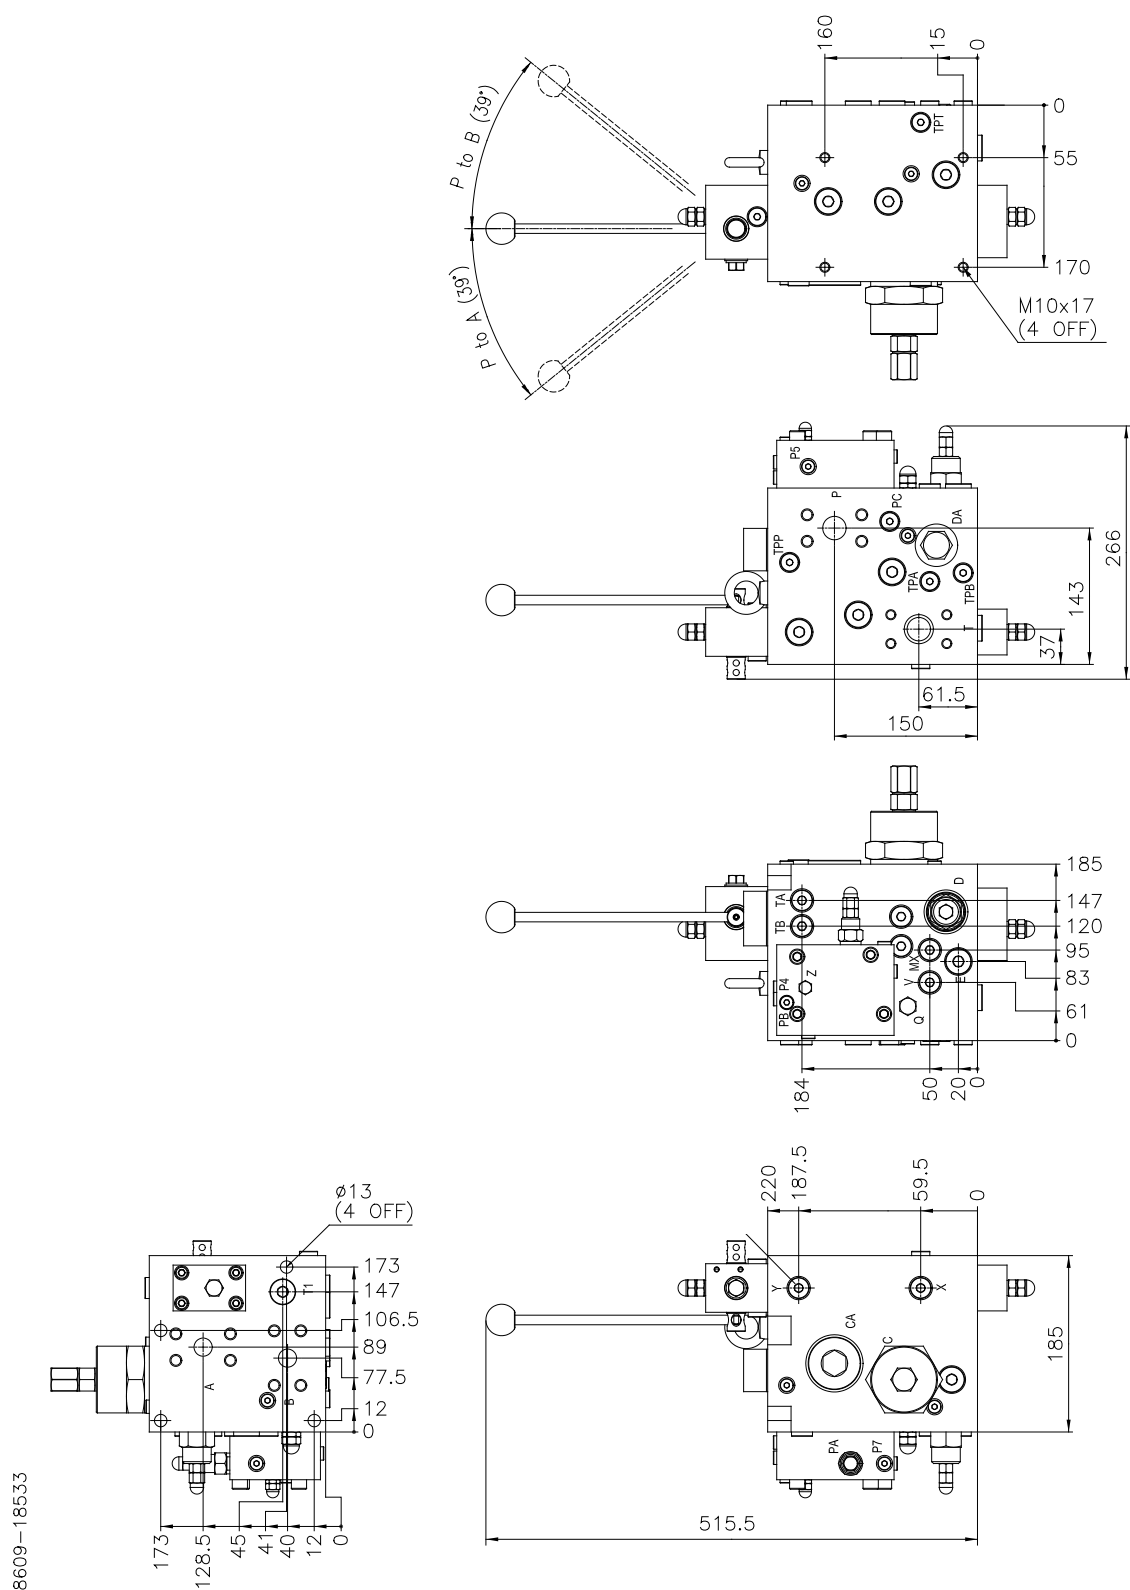 160
15
0
P to B (39°)
P to A (39°)
TPT
0
55
170
M10x17
(4 OFF)
P5
P
PC
DA
TPP
TPA
TPB
T
266
143
37
61.5
150
TA
TB
D
185
147
120
95
83
61
0
P4
Z
PB
MX
V
E
Q
184
50
20
0
220
187.5
59.5
0
Y
X
CA
C
185
PA
P7
515.5
ø13
(4 OFF)
T1
173
147
106.5
89
77.5
12
0
A
B
173
128.5
45
41
40
12
0
8609-18533